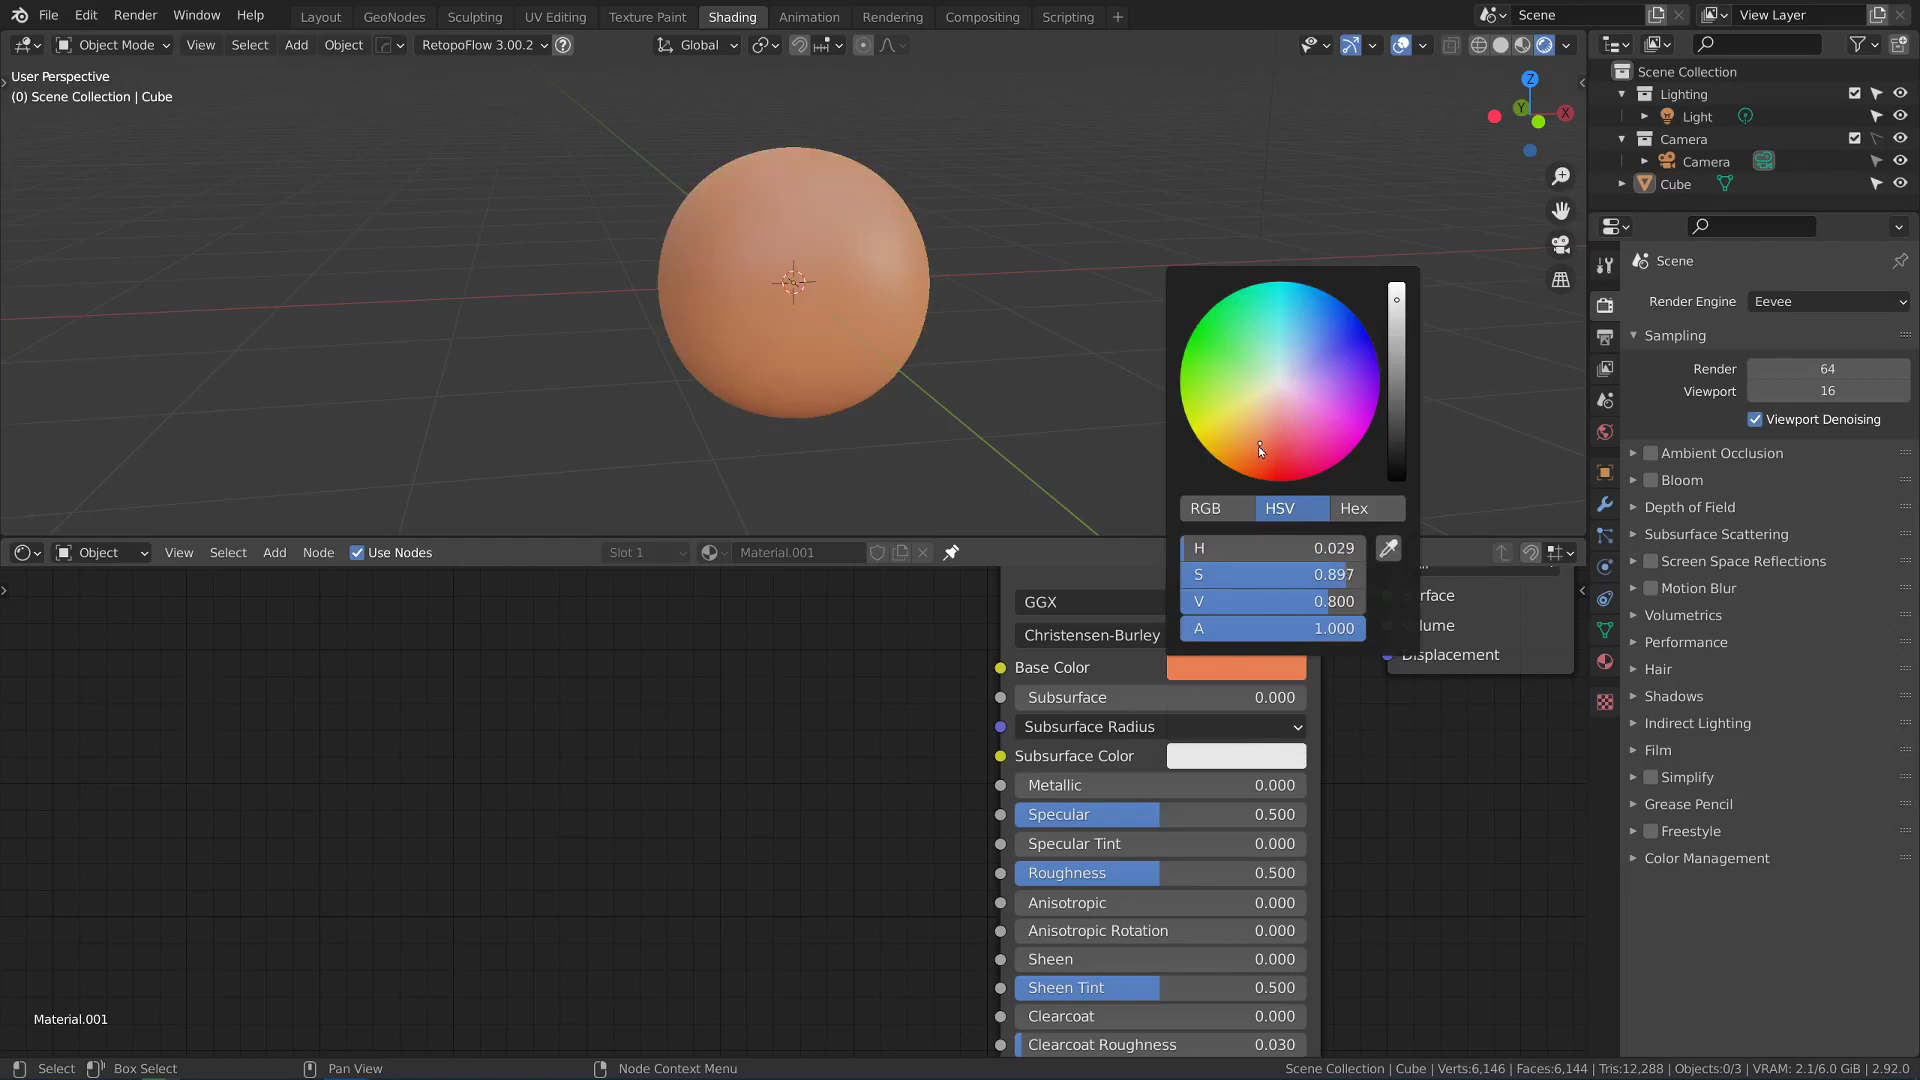 File Edit Render Window Help Layout GeoNodes Sculpting UV Editing Texture Paint Shading Animation Rendering Compositing Scripting + Scene View Layer
Object Mode View Select Add Object RetopoFlow 3.00.2 Global
User Perspective
(0) Scene Collection | Cube
Z
Y
X
Scene Collection
Lighting
Light
Camera
Camera
Cube
Scene
Render Engine Eevee
Sampling
Render 64
Viewport 16
Viewport Denoising
Ambient Occlusion
Bloom
Depth of Field
Subsurface Scattering
Screen Space Reflections
Motion Blur
Volumetrics
Performance
Hair
Shadows
Indirect Lighting
Film
Simplify
Grease Pencil
Freestyle
Color Management
RGB HSV Hex
H 0.029
S 0.897
V 0.800
A 1.000
Object View Select Add Node Use Nodes Slot 1 Material.001
GGX
Christensen-Burley
Base Color
Subsurface 0.000
Subsurface Radius
Subsurface Color
Metallic 0.000
Specular 0.500
Specular Tint 0.000
Roughness 0.500
Anisotropic 0.000
Anisotropic Rotation 0.000
Sheen 0.000
Sheen Tint 0.500
Clearcoat 0.000
Clearcoat Roughness 0.030
Surface
Volume
Displacement
Material.001
Select Box Select Pan View Node Context Menu Scene Collection | Cube | Verts:6,146 | Faces:6,144 | Tris:12,288 | Objects:0/3 | VRAM: 2.1/6.0 GiB | 2.92.0